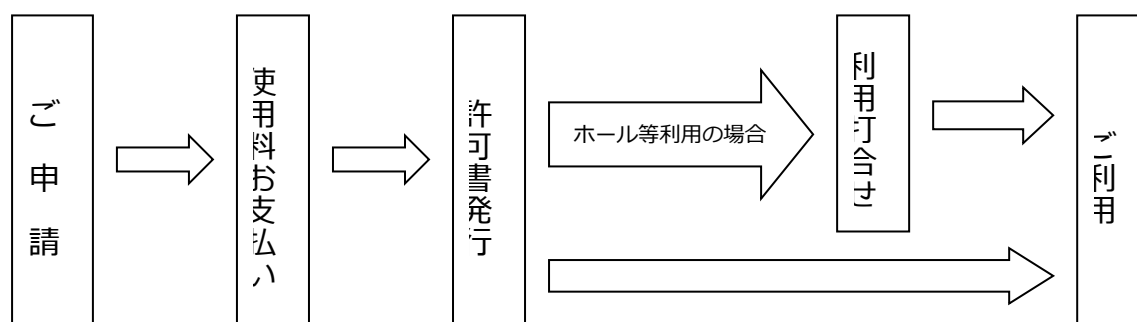 ご申請
使用料お支払い
許可書発行
ホール等利用の場合
利用打合せ
ご利用